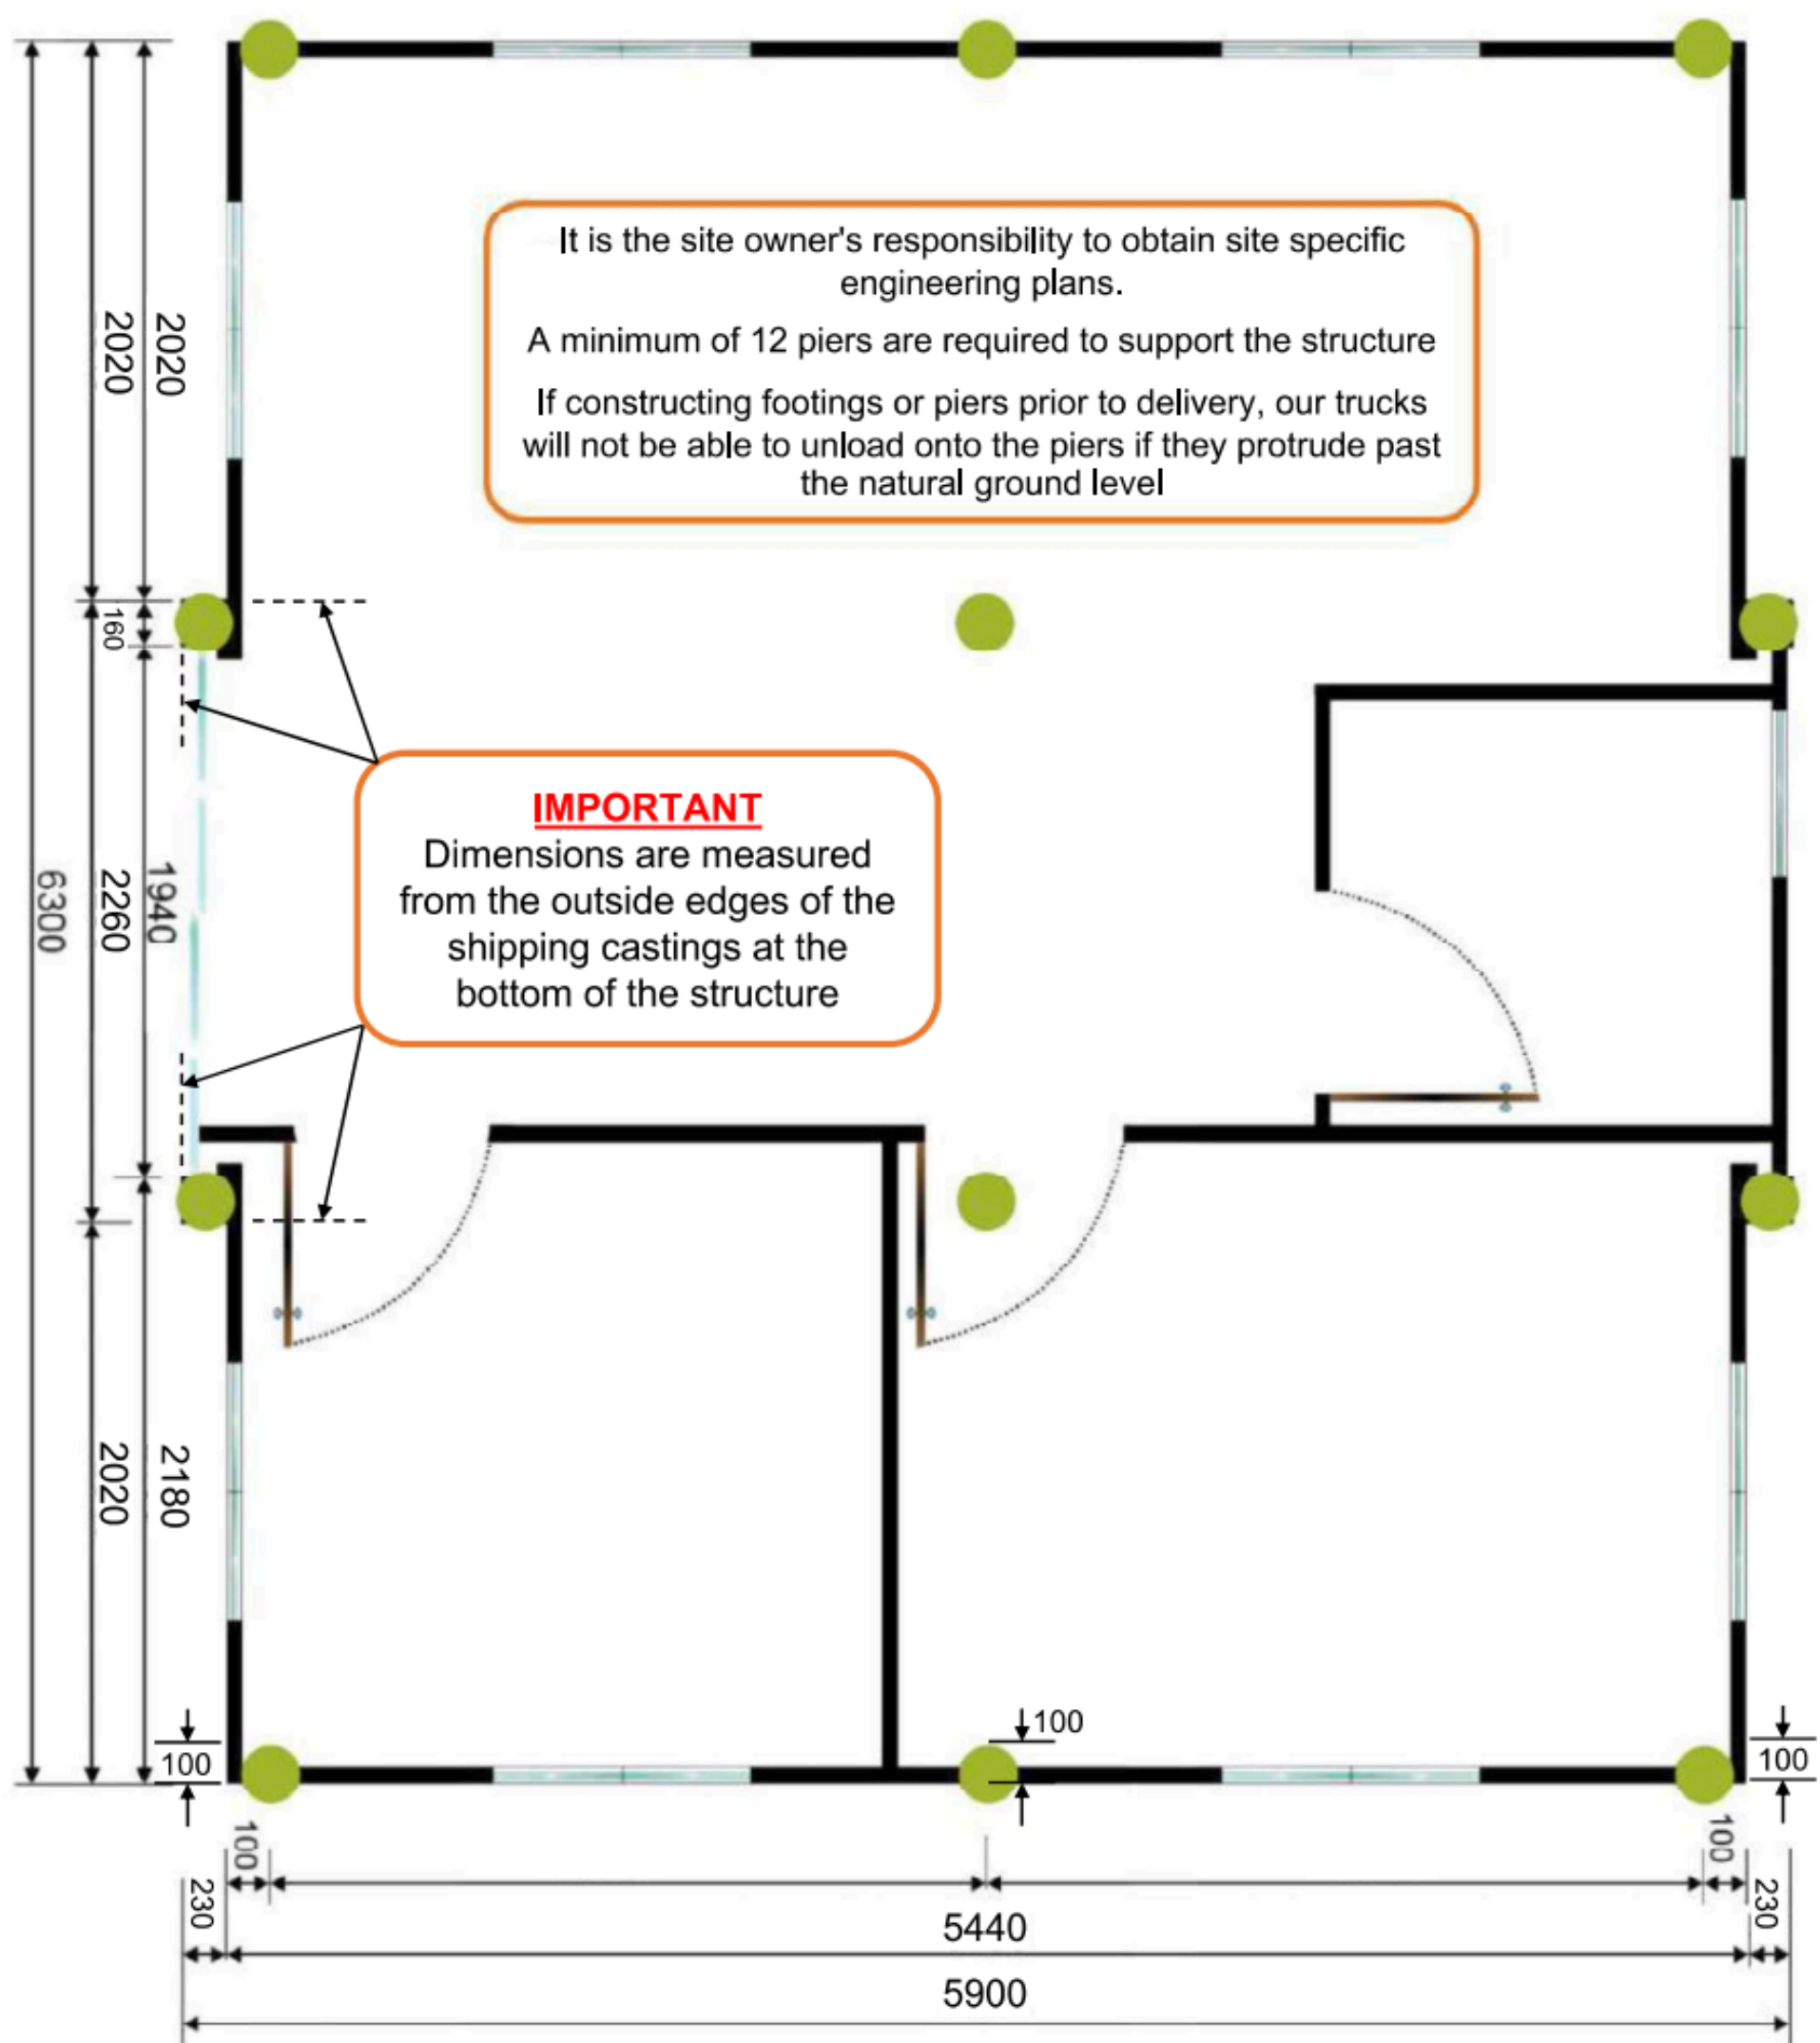 It is the site owner's responsibility to obtain site specific
engineering plans.
A minimum of 12 piers are required to support the structure
If constructing footings or piers prior to delivery, our trucks
will not be able to unload onto the piers if they protrude past
the natural ground level
2020
2020
160
IMPORTANT
Dimensions are measured
from the outside edges of the
shipping castings at the
bottom of the structure
6300
2260
1940
2020
2180
100
100
100
100
100
230
230
5440
5900